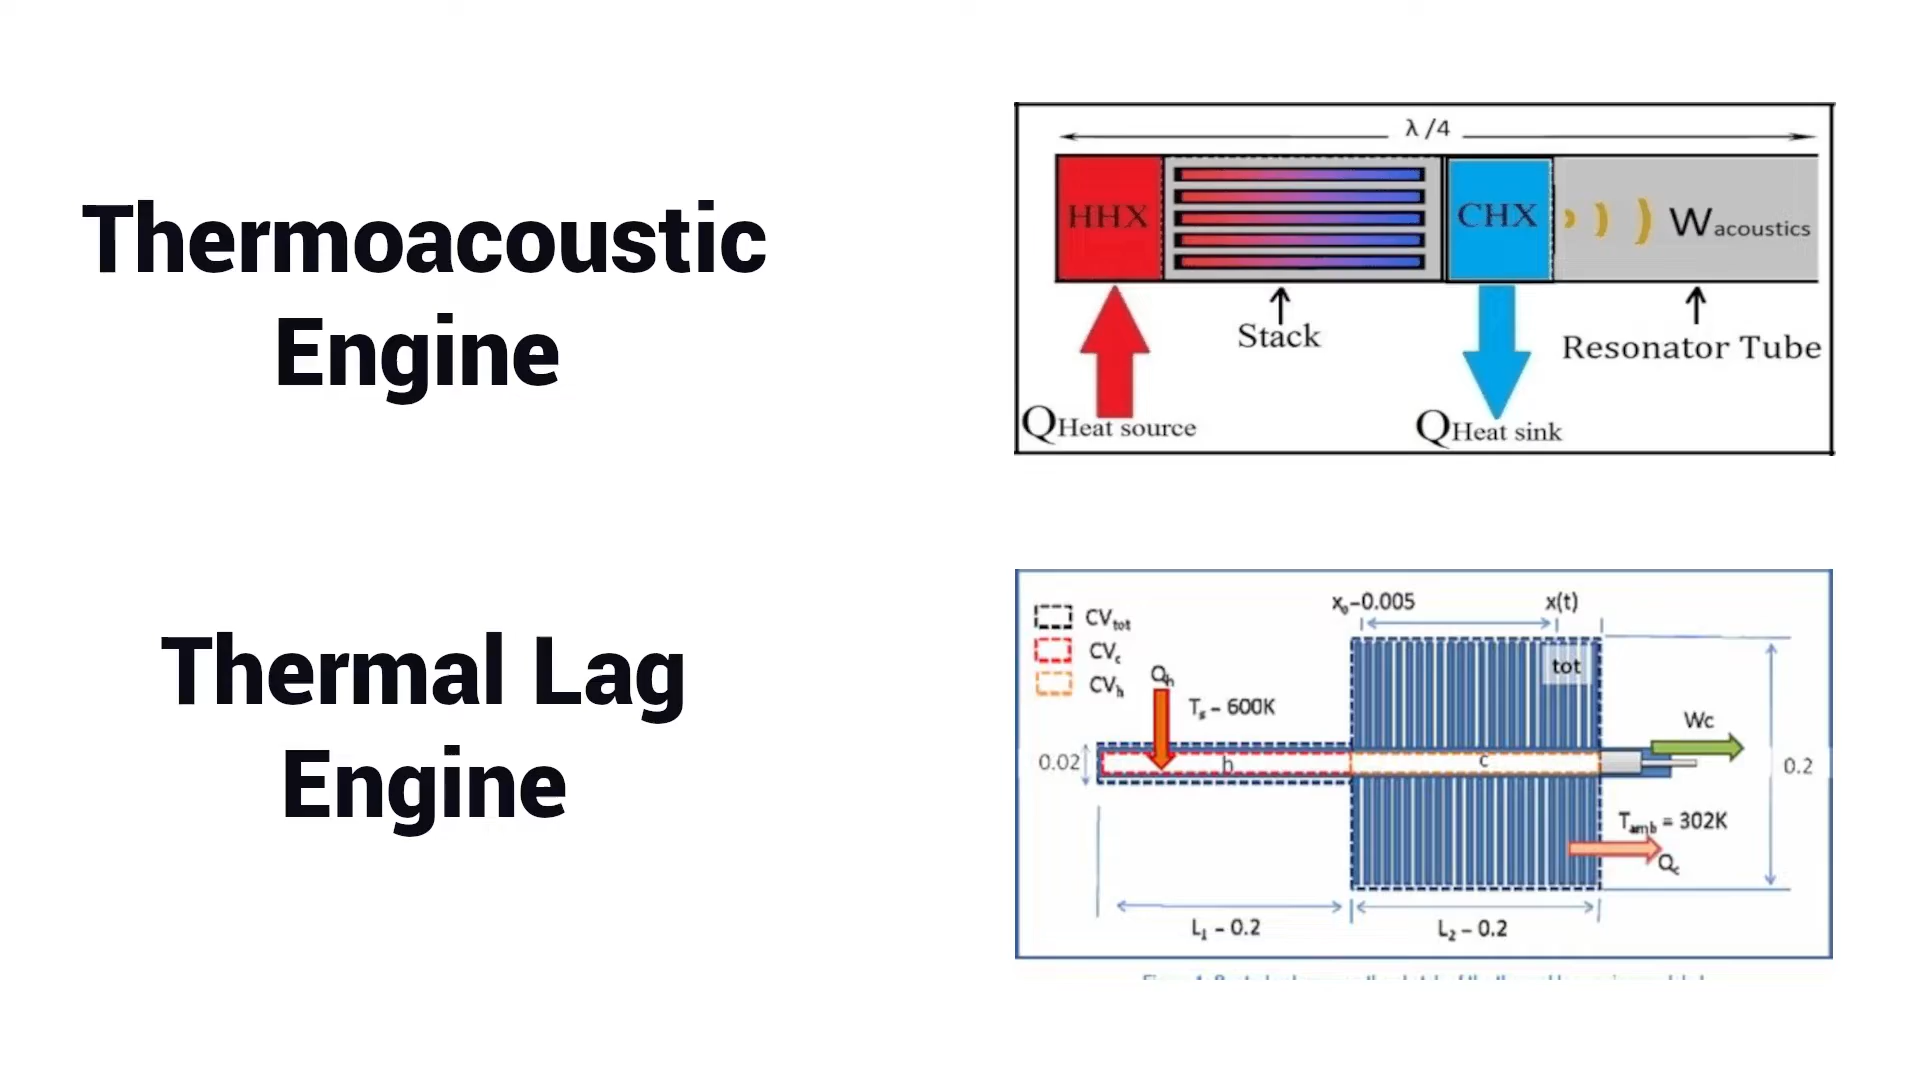 Thermoacoustic
Engine
λ /4
HHX
CHX
Wacoustics
Stack
Resonator Tube
QHeat source
QHeat sink
Thermal Lag
Engine
x₀–0.005
x(t)
CVtot
CVc
CVh
tot
Qh
Ts – 600K
Wc
0.02
h
c
0.2
Tamb = 302K
Qc
L1 – 0.2
L2 – 0.2